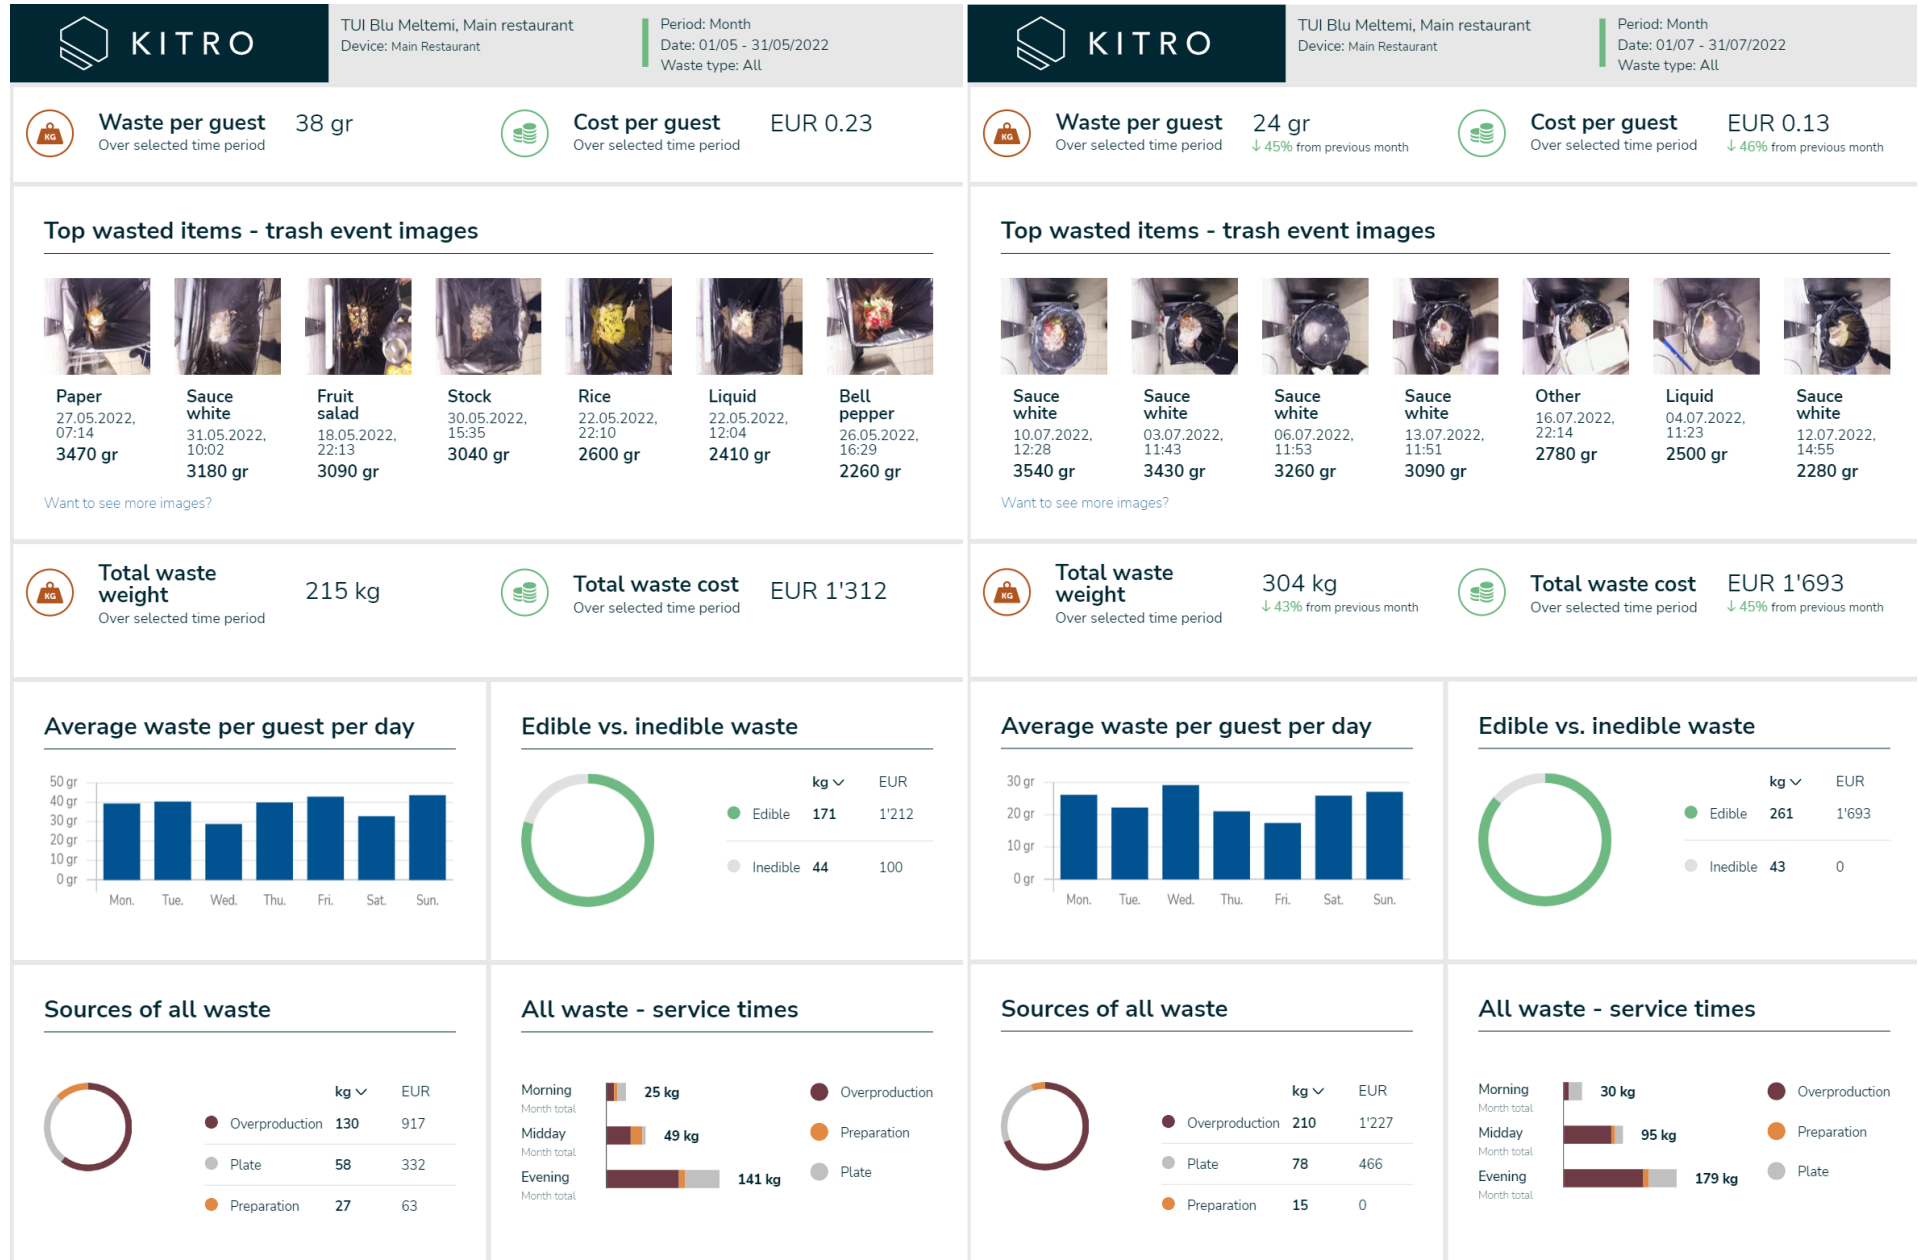 KITRO
TUI Blu Meltemi, Main restaurant
Device: Main Restaurant
Period: Month
Date: 01/05 - 31/05/2022
Waste type: All
KG
Waste per guest
Over selected time period
38 gr
Cost per guest
Over selected time period
EUR 0.23
Top wasted items - trash event images
Paper
27.05.2022,
07:14
3470 gr
Sauce
white
31.05.2022,
10:02
3180 gr
Fruit
salad
18.05.2022,
22:13
3090 gr
Stock
30.05.2022,
15:35
3040 gr
Rice
22.05.2022,
22:10
2600 gr
Liquid
22.05.2022,
12:04
2410 gr
Bell
pepper
26.05.2022,
16:29
2260 gr
Want to see more images?
KG
Total waste
weight
Over selected time period
215 kg
Total waste cost
Over selected time period
EUR 1'312
Average waste per guest per day
50 gr
40 gr
30 gr
20 gr
10 gr
0 gr
Mon. Tue. Wed. Thu. Fri. Sat. Sun.
Edible vs. inedible waste
kg EUR
Edible 171 1'212
Inedible 44 100
Sources of all waste
kg EUR
Overproduction 130 917
Plate 58 332
Preparation 27 63
All waste - service times
Morning
Month total
25 kg
Midday
Month total
49 kg
Evening
Month total
141 kg
Overproduction
Preparation
Plate
KITRO
TUI Blu Meltemi, Main restaurant
Device: Main Restaurant
Period: Month
Date: 01/07 - 31/07/2022
Waste type: All
KG
Waste per guest
Over selected time period
24 gr
↓ 45% from previous month
Cost per guest
Over selected time period
EUR 0.13
↓ 46% from previous month
Top wasted items - trash event images
Sauce
white
10.07.2022,
12:28
3540 gr
Sauce
white
03.07.2022,
11:43
3430 gr
Sauce
white
06.07.2022,
11:53
3260 gr
Sauce
white
13.07.2022,
11:51
3090 gr
Other
16.07.2022,
22:14
2780 gr
Liquid
04.07.2022,
11:23
2500 gr
Sauce
white
12.07.2022,
14:55
2280 gr
Want to see more images?
KG
Total waste
weight
Over selected time period
304 kg
↓ 43% from previous month
Total waste cost
Over selected time period
EUR 1'693
↓ 45% from previous month
Average waste per guest per day
30 gr
20 gr
10 gr
0 gr
Mon. Tue. Wed. Thu. Fri. Sat. Sun.
Edible vs. inedible waste
kg EUR
Edible 261 1'693
Inedible 43 0
Sources of all waste
kg EUR
Overproduction 210 1'227
Plate 78 466
Preparation 15 0
All waste - service times
Morning
Month total
30 kg
Midday
Month total
95 kg
Evening
Month total
179 kg
Overproduction
Preparation
Plate